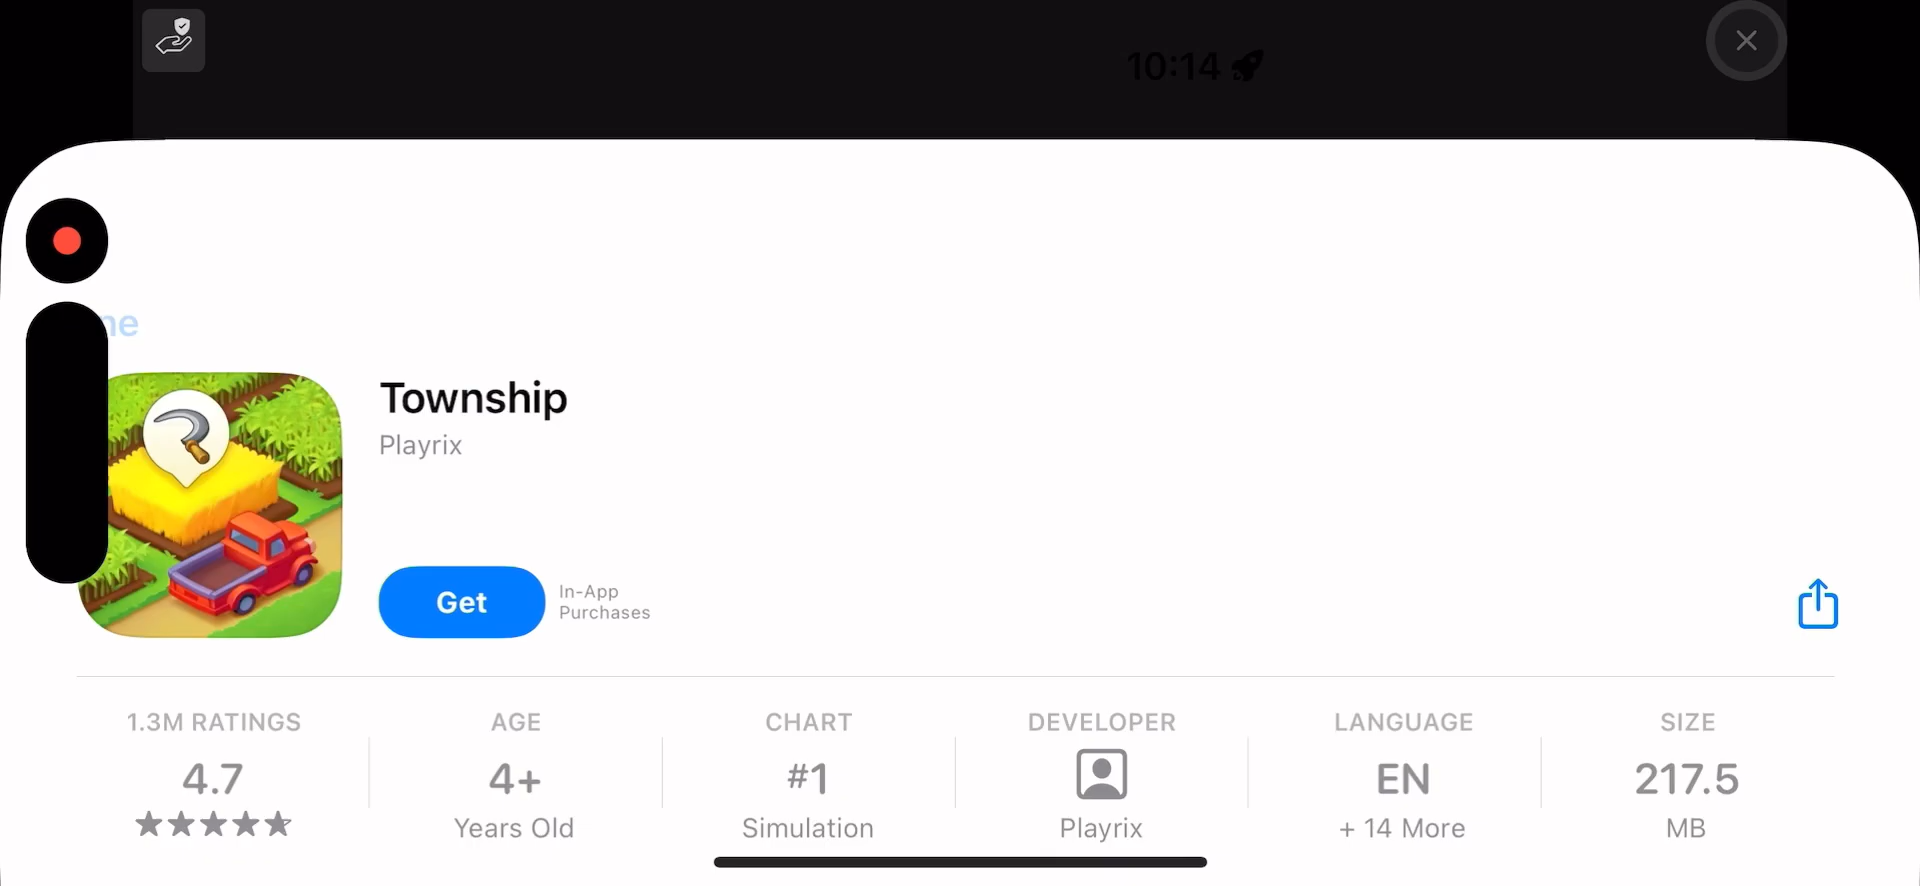 10:14
ne
Township
Playrix
Get
In-App
Purchases
1.3M RATINGS
4.7
AGE
4+
Years Old
CHART
#1
Simulation
DEVELOPER
Playrix
LANGUAGE
EN
+ 14 More
SIZE
217.5
MB